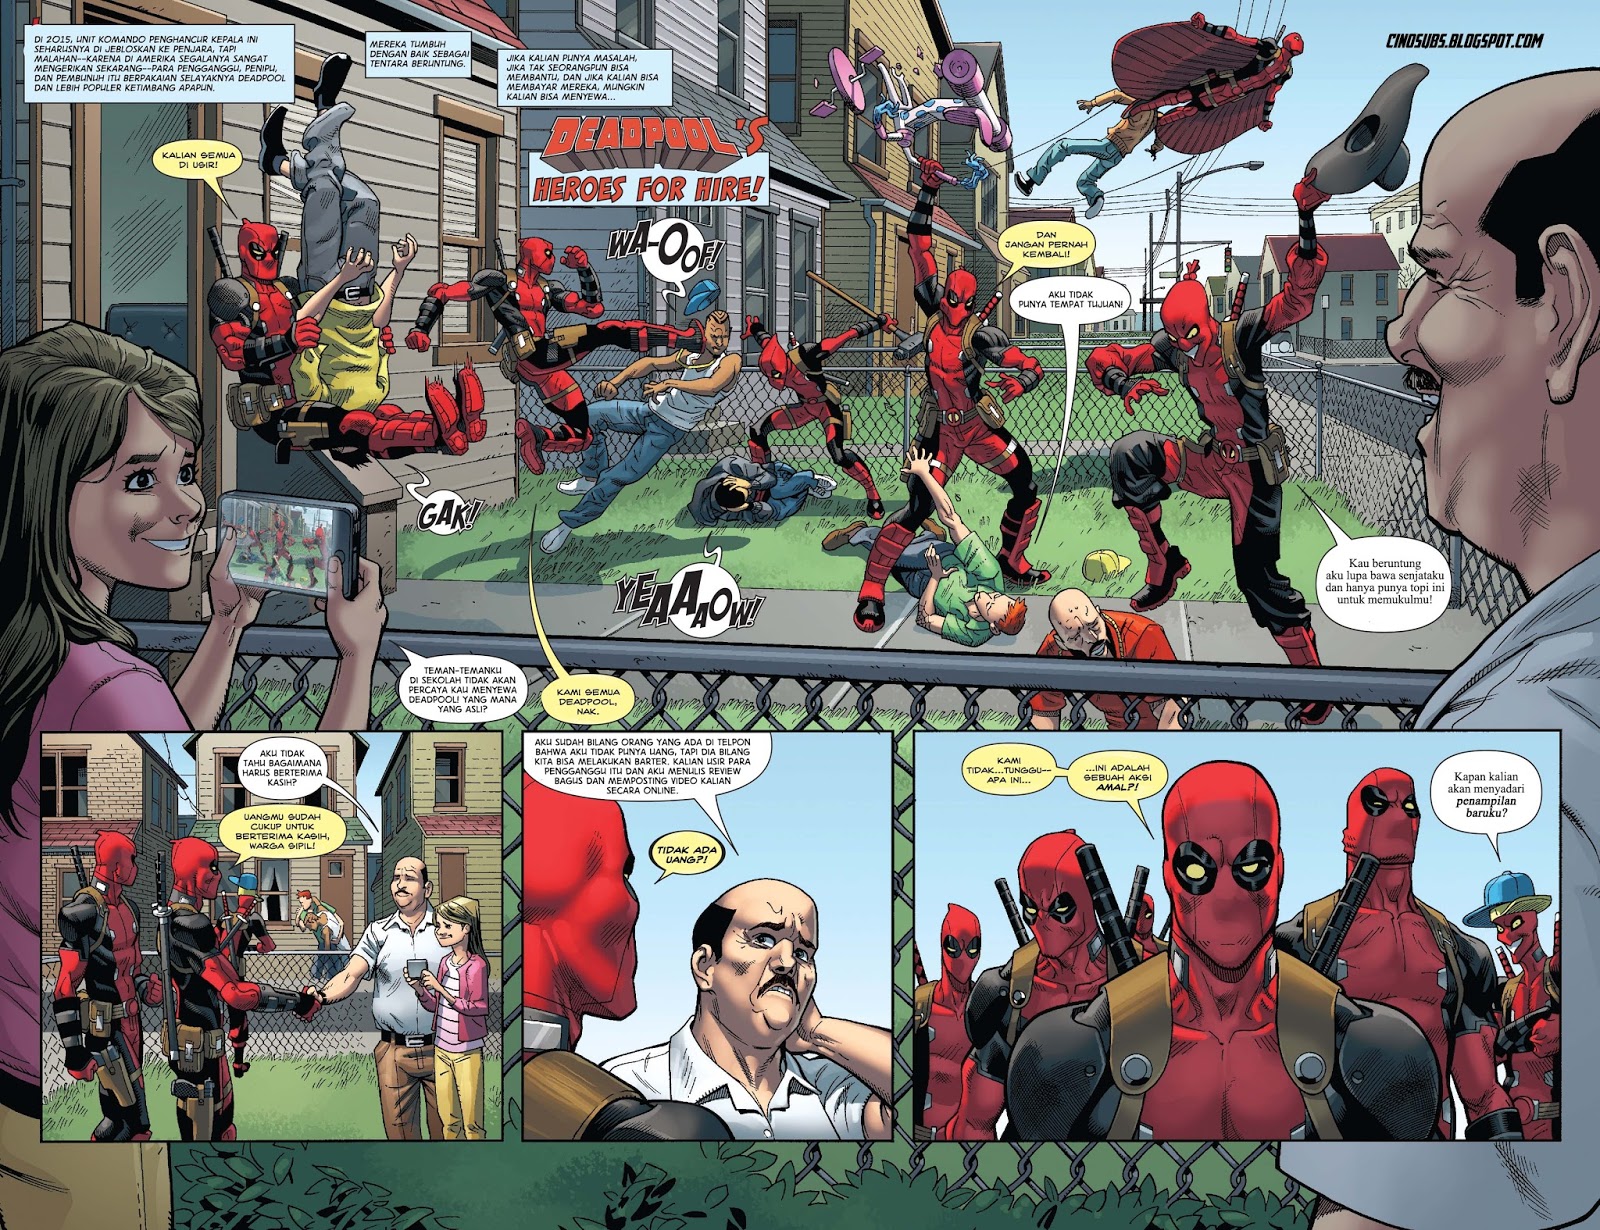 DI 2015, UNIT KOMANDO PENGHANCUR KEPALA INI
SEHARUSNYA DI JEBLOSKAN KE PENJARA, TAPI
MALAHAN--KARENA DI AMERIKA SEGALANYA SANGAT
MENGERIKAN SEKARANG--PARA PENGGANGGU, PENIPU,
DAN PEMBUNUH ITU BERPAKAIAN SELAYAKNYA DEADPOOL
DAN LEBIH POPULER KETIMBANG APAPUN.
MEREKA TUMBUH
DENGAN BAIK SEBAGAI
TENTARA BERUNTUNG.
JIKA KALIAN PUNYA MASALAH,
JIKA TAK SEORANGPUN BISA
MEMBANTU, DAN JIKA KALIAN BISA
MEMBAYAR MEREKA, MUNGKIN
KALIAN BISA MENYEWA...
DEADPOOL'S
HEROES FOR HIRE!
CINOSUBS.BLOGSPOT.COM
KALIAN SEMUA
DI USIR!
WA-OOF!
DAN
JANGAN PERNAH
KEMBALI!
AKU TIDAK
PUNYA TEMPAT TUJUAN!
GAK!
YEAAAAOW!
Kau beruntung
aku lupa bawa senjataku
dan hanya punya topi ini
untuk memukulmu!
TEMAN-TEMANKU
DI SEKOLAH TIDAK AKAN
PERCAYA KAU MENYEWA
DEADPOOL! YANG MANA
YANG ASLI?
KAMI SEMUA
DEADPOOL,
NAK.
AKU TIDAK
TAHU BAGAIMANA
HARUS BERTERIMA
KASIH?
UANGMU SUDAH
CUKUP UNTUK
BERTERIMA KASIH,
WARGA SIPIL!
AKU SUDAH BILANG ORANG YANG ADA DI TELPON
BAHWA AKU TIDAK PUNYA UANG, TAPI DIA BILANG
KITA BISA MELAKUKAN BARTER. KALIAN USIR PARA
PENGGANGGU ITU DAN AKU MENULIS REVIEW
BAGUS DAN MEMPOSTING VIDEO KALIAN
SECARA ONLINE.
TIDAK ADA
UANG?!
KAMI
TIDAK...TUNGGU--
APA INI...
...INI ADALAH
SEBUAH AKSI
AMAL?!
Kapan kalian
akan menyadari
penampilan
baruku?